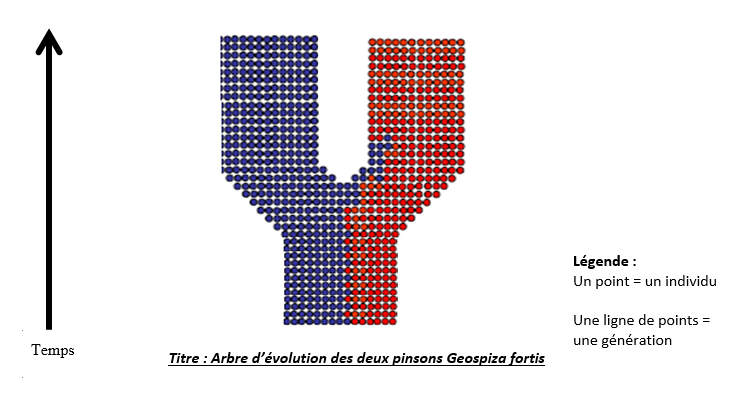 Légende :
Un point = un individu
Une ligne de points =
une génération
Temps
Titre : Arbre d’évolution des deux pinsons Geospiza fortis